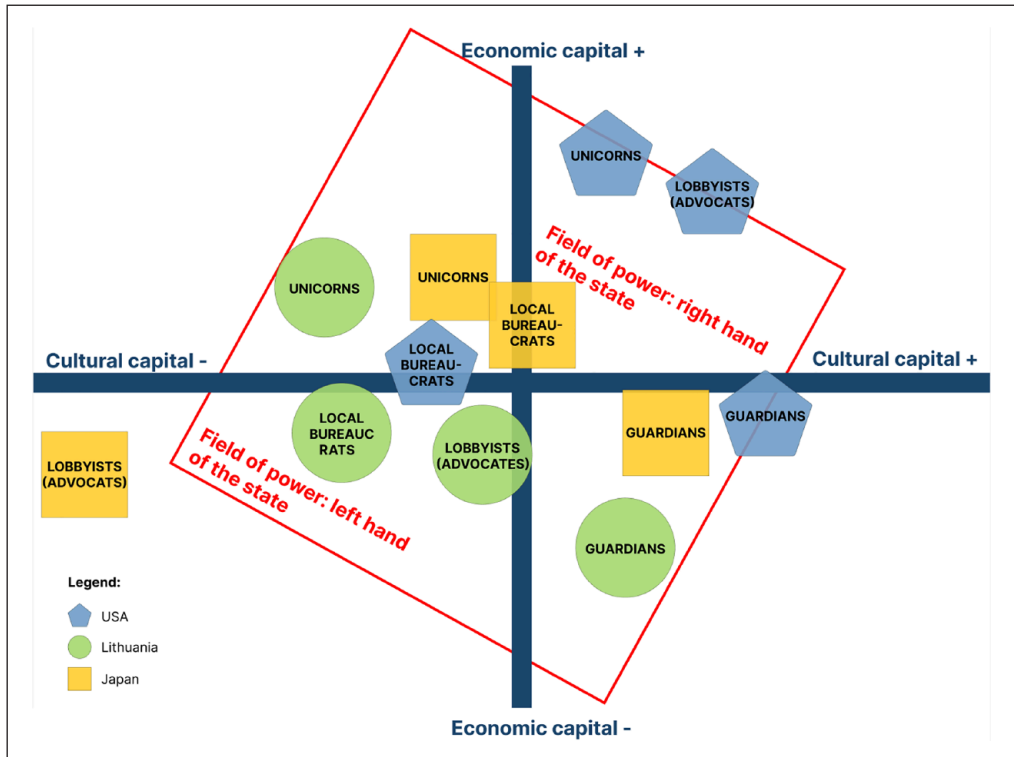 Economic capital +
UNICORNS
LOBBYISTS
(ADVOCATS)
Field of power: right hand
of the state
UNICORNS
UNICORNS
LOCAL
BUREAU-
CRATS
LOCAL
BUREAU-
CRATS
Cultural capital -
Cultural capital +
LOCAL
BUREAUC
RATS
LOBBYISTS
(ADVOCATES)
GUARDIANS
GUARDIANS
LOBBYISTS
(ADVOCATS)
Field of power: left hand
of the state
GUARDIANS
Legend:
USA
Lithuania
Japan
Economic capital -